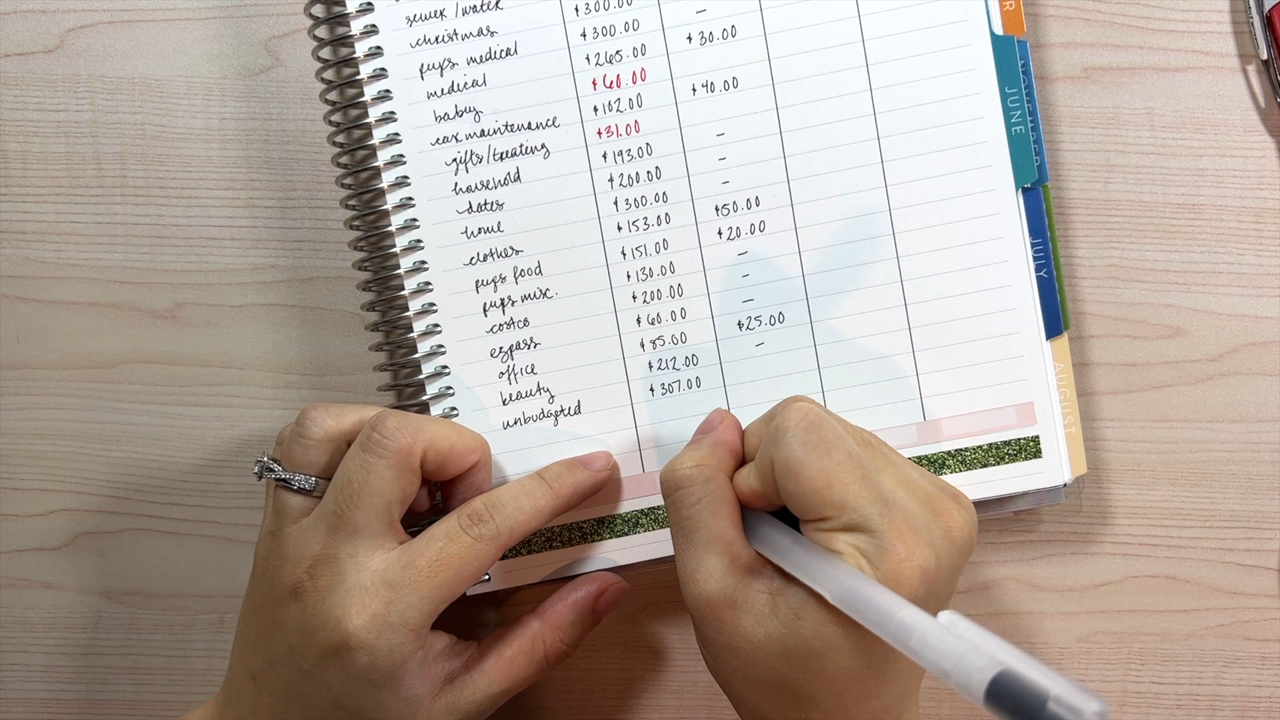 sewer/water
christmas $300.00
pups medical $300.00 –
medical $265.00 $30.00
baby $60.00
car maintenance $102.00 $40.00
gifts/treating $31.00
household $193.00 –
dates $200.00 –
home $300.00 –
clothes $153.00 $50.00
pups food $151.00 $20.00
pups misc. $130.00 –
costco $200.00 –
ezpass $60.00 –
office $85.00 $25.00
beauty $212.00 –
unbudgeted $307.00
JUNE
NOVEMBER
JULY
AUGUST